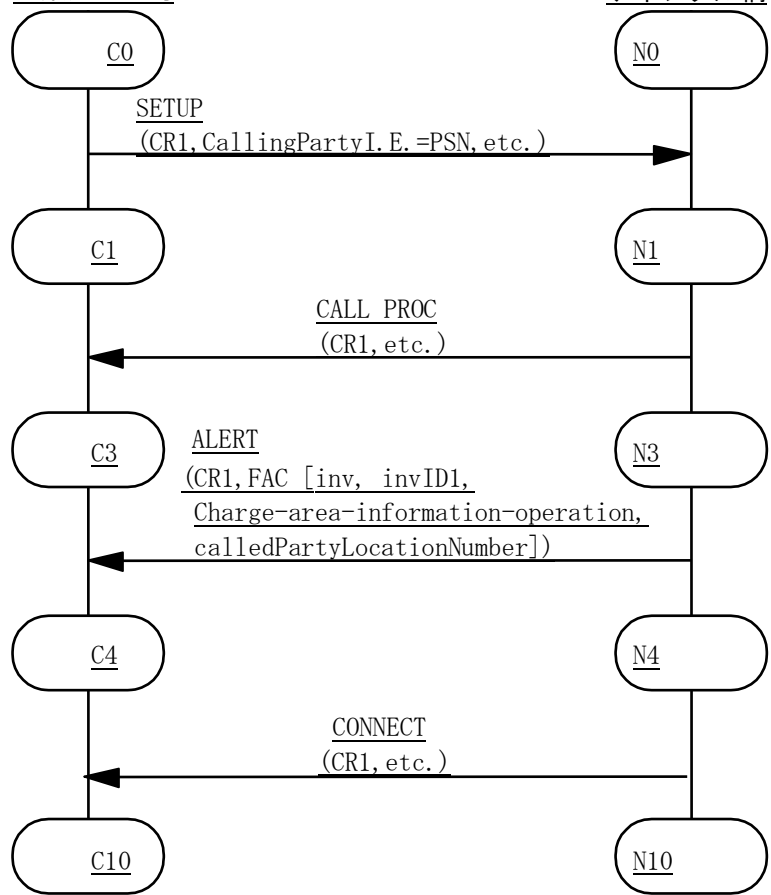 C0
N0
SETUP
(CR1,CallingPartyI.E.=PSN,etc.)
C1
N1
CALL PROC
(CR1,etc.)
C3
N3
ALERT
(CR1,FAC [inv, invID1,
Charge-area-information-operation,
calledPartyLocationNumber])
C4
N4
CONNECT
(CR1,etc.)
C10
N10